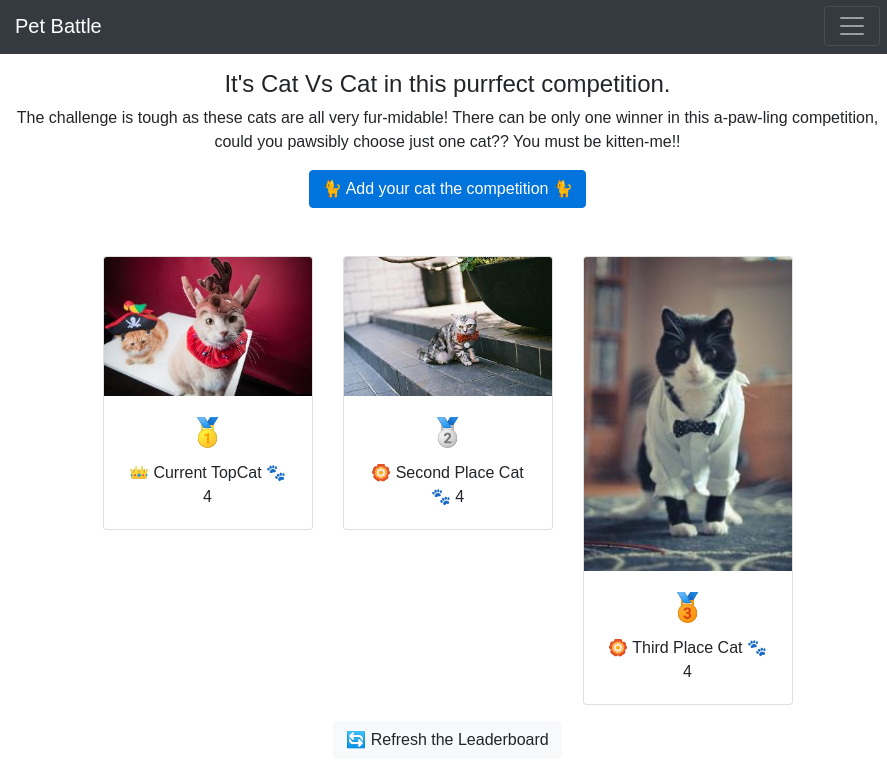 Pet Battle
It's Cat Vs Cat in this purrfect competition.
The challenge is tough as these cats are all very fur-midable! There can be only one winner in this a-paw-ling competition,
could you pawsibly choose just one cat?? You must be kitten-me!!
🐈 Add your cat the competition 🐈
🥇
👑 Current TopCat 🐾
4
🥈
🏵️ Second Place Cat
🐾 4
🥉
🏵️ Third Place Cat 🐾
4
🔄 Refresh the Leaderboard